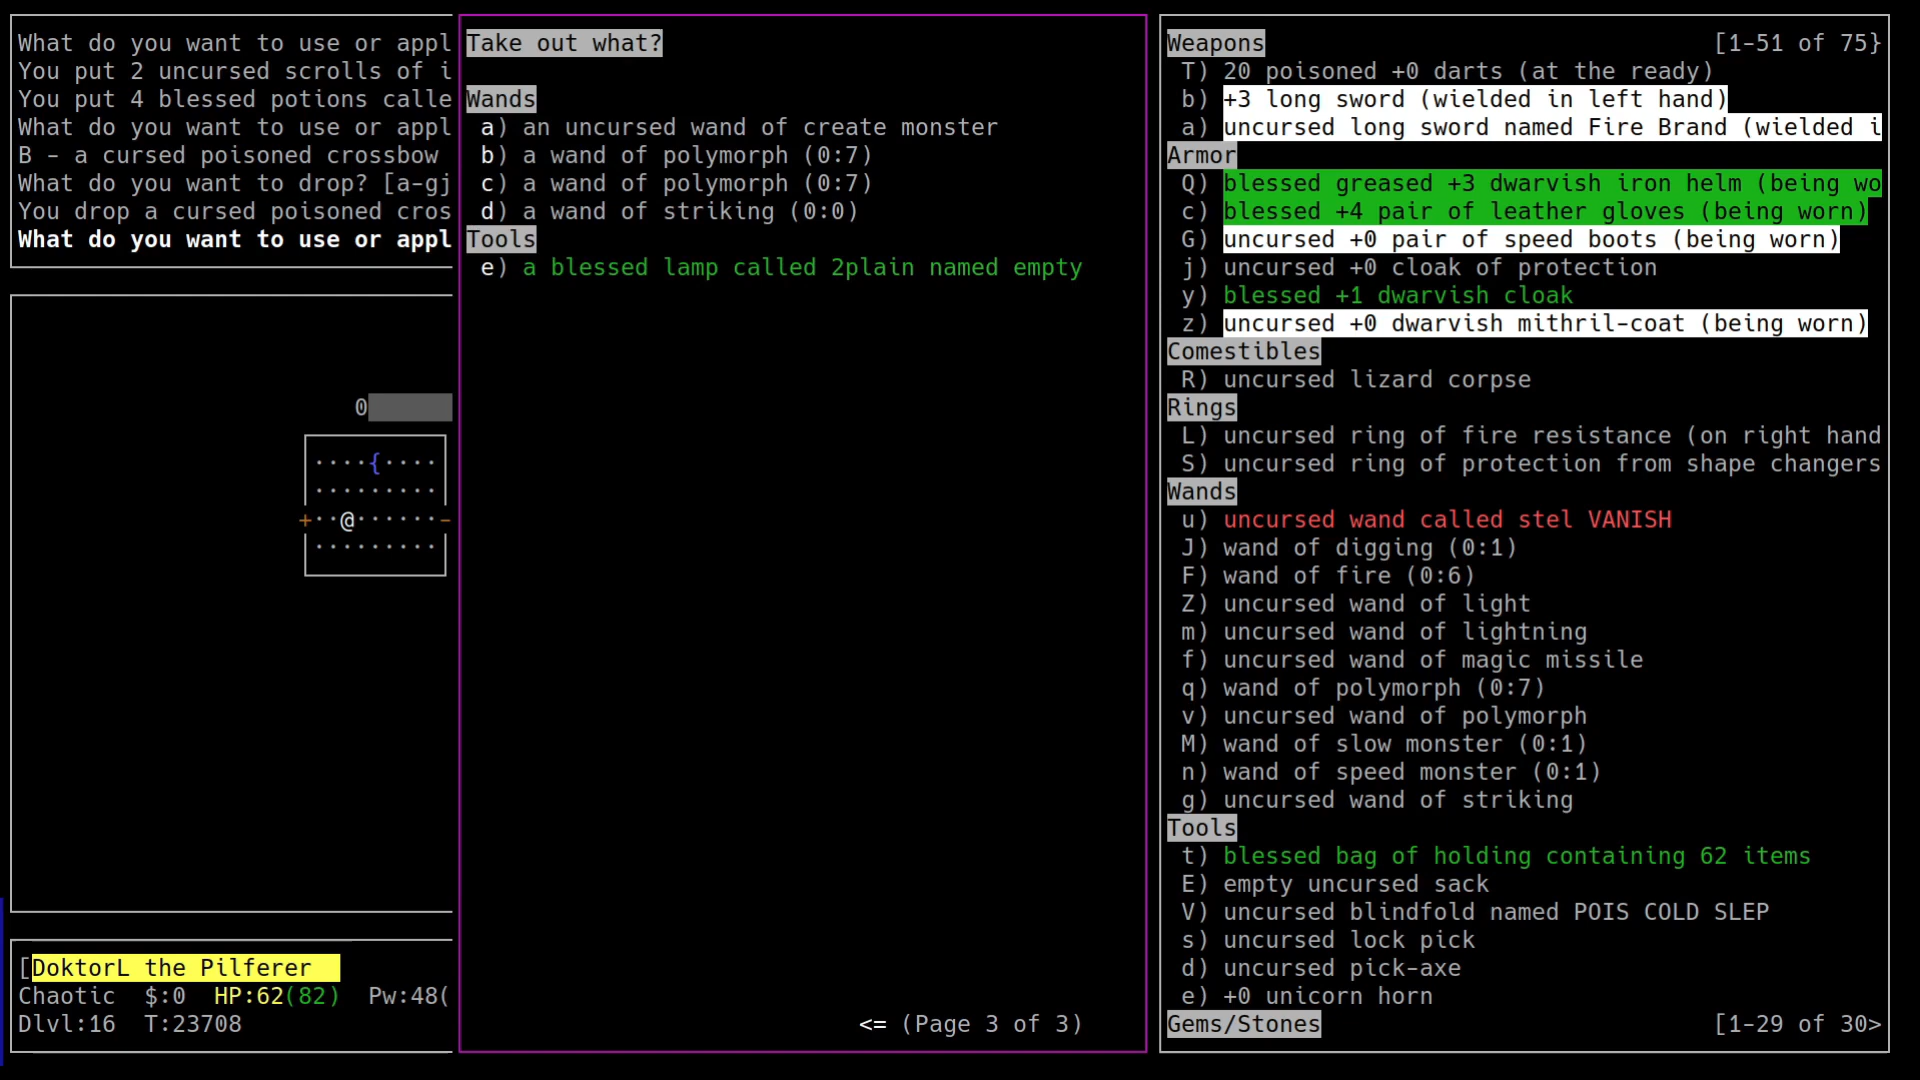 What do you want to use or appl
You put 2 uncursed scrolls of i
You put 4 blessed potions calle
What do you want to use or appl
B - a cursed poisoned crossbow
What do you want to drop? [a-gj
You drop a cursed poisoned cros
What do you want to use or appl
0
····{····
·········
+··@······-
·········
[DoktorL the Pilferer
Chaotic $:0 HP:62(82) Pw:48(
Dlvl:16 T:23708
Take out what?
Wands
a) an uncursed wand of create monster
b) a wand of polymorph (0:7)
c) a wand of polymorph (0:7)
d) a wand of striking (0:0)
Tools
e) a blessed lamp called 2plain named empty
<= (Page 3 of 3)
Weapons [1-51 of 75}
T) 20 poisoned +0 darts (at the ready)
b) +3 long sword (wielded in left hand)
a) uncursed long sword named Fire Brand (wielded i
Armor
Q) blessed greased +3 dwarvish iron helm (being wo
c) blessed +4 pair of leather gloves (being worn)
G) uncursed +0 pair of speed boots (being worn)
j) uncursed +0 cloak of protection
y) blessed +1 dwarvish cloak
z) uncursed +0 dwarvish mithril-coat (being worn)
Comestibles
R) uncursed lizard corpse
Rings
L) uncursed ring of fire resistance (on right hand
S) uncursed ring of protection from shape changers
Wands
u) uncursed wand called stel VANISH
J) wand of digging (0:1)
F) wand of fire (0:6)
Z) uncursed wand of light
m) uncursed wand of lightning
f) uncursed wand of magic missile
q) wand of polymorph (0:7)
v) uncursed wand of polymorph
M) wand of slow monster (0:1)
n) wand of speed monster (0:1)
g) uncursed wand of striking
Tools
t) blessed bag of holding containing 62 items
E) empty uncursed sack
V) uncursed blindfold named POIS COLD SLEP
s) uncursed lock pick
d) uncursed pick-axe
e) +0 unicorn horn
Gems/Stones [1-29 of 30>